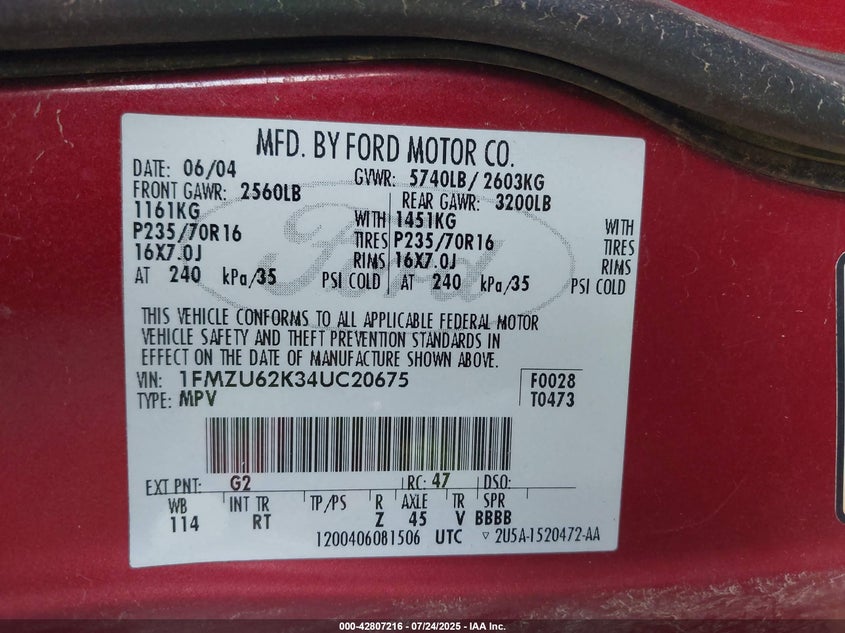 MFD. BY FORD MOTOR CO.
DATE: 06/04 GVWR: 5740LB/ 2603KG
FRONT GAWR: 2560LB REAR GAWR: 3200LB
1161KG WITH 1451KG WITH
P235/70R16 TIRES P235/70R16 TIRES
16X7.0J RIMS 16X7.0J RIMS
AT 240 kPa/35 PSI COLD AT 240 kPa/35 PSI COLD
Ford
THIS VEHICLE CONFORMS TO ALL APPLICABLE FEDERAL MOTOR
VEHICLE SAFETY AND THEFT PREVENTION STANDARDS IN
EFFECT ON THE DATE OF MANUFACTURE SHOWN ABOVE.
VIN: 1FMZU62K34UC20675 F0028
TYPE: MPV T0473
EXT PNT: G2 RC: 47 DSO:
WB INT TR TP/PS R AXLE TR SPR
114 RT Z 45 V BBBB
1200406081506 UTC ▽ 2U5A-1520472-AA
000-42807216 - 07/24/2025 - IAA Inc.